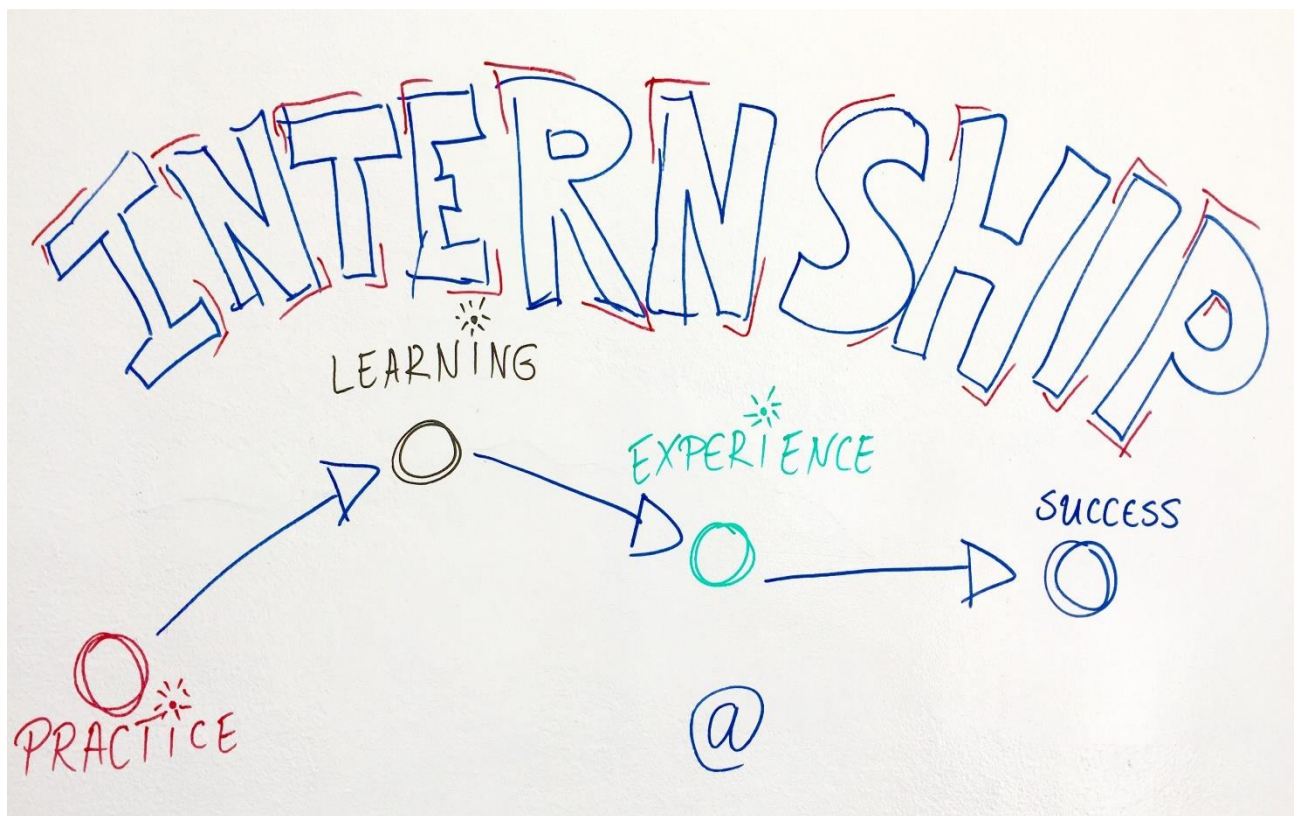 INTERNSHIP
LEARNING
EXPERIENCE
SUCCESS
PRACTICE
@